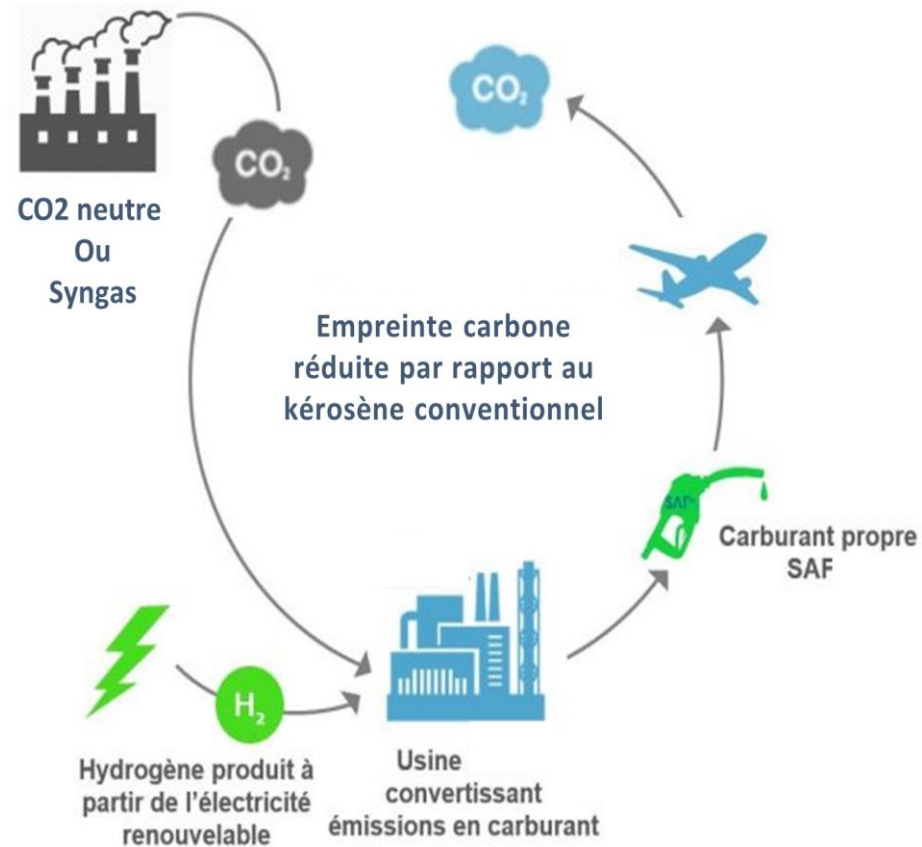 CO₂
CO₂
CO2 neutre
Ou
Syngas
Empreinte carbone
réduite par rapport au
kérosène conventionnel
SAF
Carburant propre
SAF
H₂
Hydrogène produit à
partir de l'électricité
renouvelable
Usine
convertissant
émissions en carburant